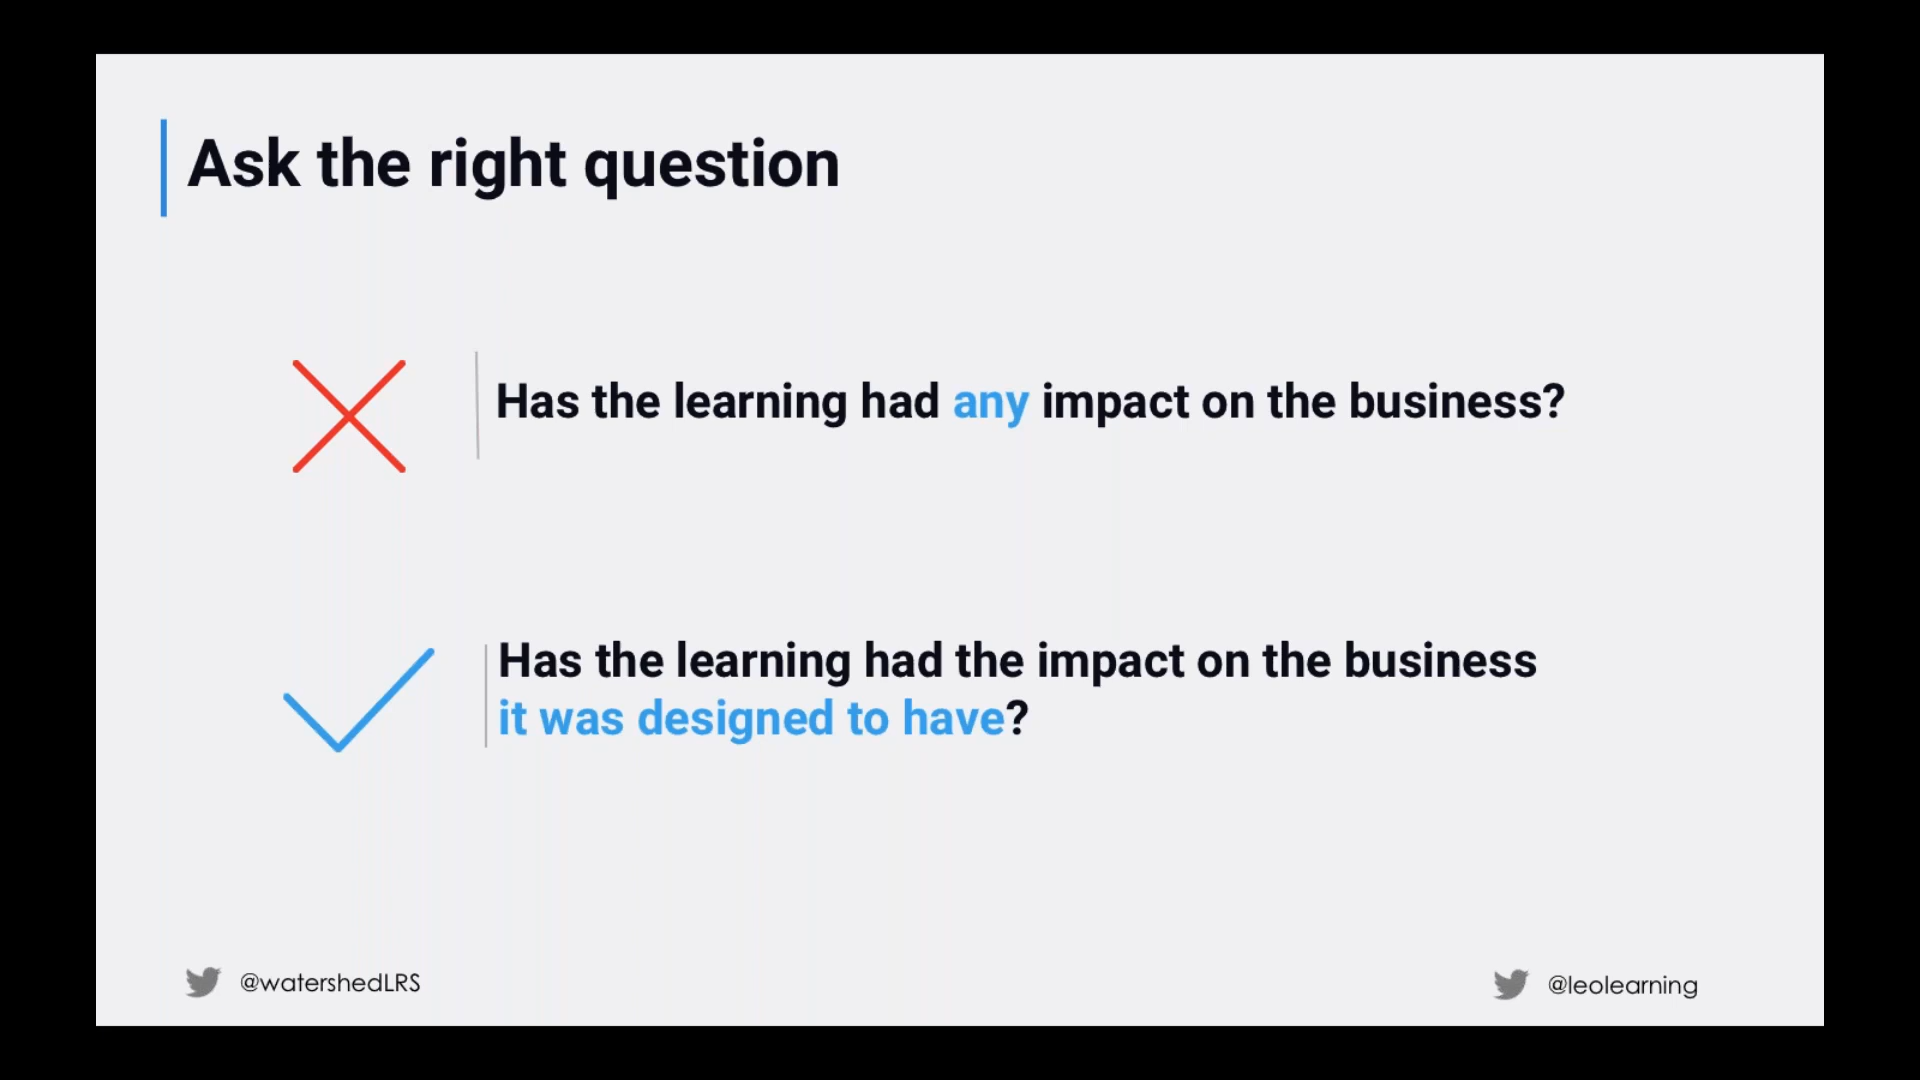 Ask the right question
Has the learning had any impact on the business?
Has the learning had the impact on the business
it was designed to have?
@watershedLRS
@leolearning